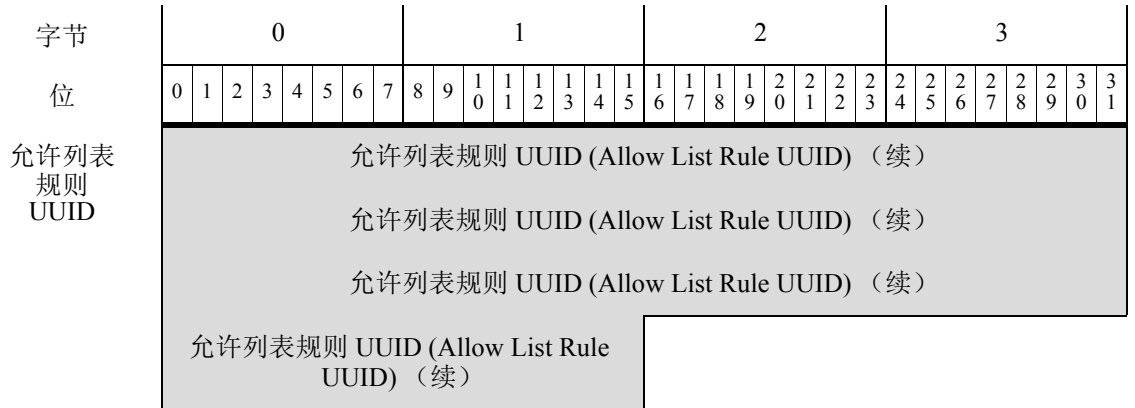 字节 0 1 2 3
位 0 1 2 3 4 5 6 7 8 9 10 11 12 13 14 15 16 17 18 19 20 21 22 23 24 25 26 27 28 29 30 31
允许列表
规则
UUID
允许列表规则 UUID (Allow List Rule UUID) （续）
允许列表规则 UUID (Allow List Rule UUID) （续）
允许列表规则 UUID (Allow List Rule UUID) （续）
允许列表规则 UUID (Allow List Rule
UUID) （续）